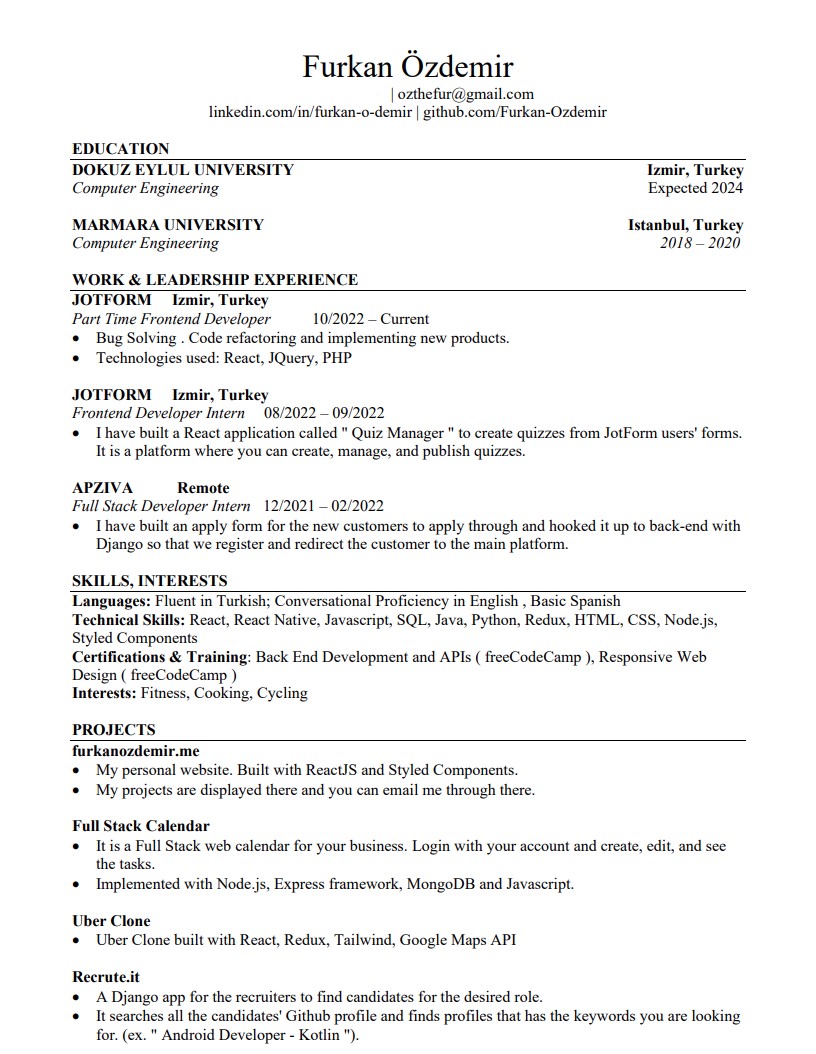 Furkan Özdemir
| ozthefur@gmail.com
linkedin.com/in/furkan-o-demir | github.com/Furkan-Ozdemir
EDUCATION
DOKUZ EYLUL UNIVERSITY Izmir, Turkey
Computer Engineering Expected 2024
MARMARA UNIVERSITY Istanbul, Turkey
Computer Engineering 2018 – 2020
WORK & LEADERSHIP EXPERIENCE
JOTFORM Izmir, Turkey
Part Time Frontend Developer 10/2022 – Current
• Bug Solving . Code refactoring and implementing new products.
• Technologies used: React, JQuery, PHP
JOTFORM Izmir, Turkey
Frontend Developer Intern 08/2022 – 09/2022
• I have built a React application called " Quiz Manager " to create quizzes from JotForm users' forms.
It is a platform where you can create, manage, and publish quizzes.
APZIVA Remote
Full Stack Developer Intern 12/2021 – 02/2022
• I have built an apply form for the new customers to apply through and hooked it up to back-end with
Django so that we register and redirect the customer to the main platform.
SKILLS, INTERESTS
Languages: Fluent in Turkish; Conversational Proficiency in English , Basic Spanish
Technical Skills: React, React Native, Javascript, SQL, Java, Python, Redux, HTML, CSS, Node.js,
Styled Components
Certifications & Training: Back End Development and APIs ( freeCodeCamp ), Responsive Web
Design ( freeCodeCamp )
Interests: Fitness, Cooking, Cycling
PROJECTS
furkanozdemir.me
• My personal website. Built with ReactJS and Styled Components.
• My projects are displayed there and you can email me through there.
Full Stack Calendar
• It is a Full Stack web calendar for your business. Login with your account and create, edit, and see
the tasks.
• Implemented with Node.js, Express framework, MongoDB and Javascript.
Uber Clone
• Uber Clone built with React, Redux, Tailwind, Google Maps API
Recrute.it
• A Django app for the recruiters to find candidates for the desired role.
• It searches all the candidates' Github profile and finds profiles that has the keywords you are looking
for. (ex. " Android Developer - Kotlin ").